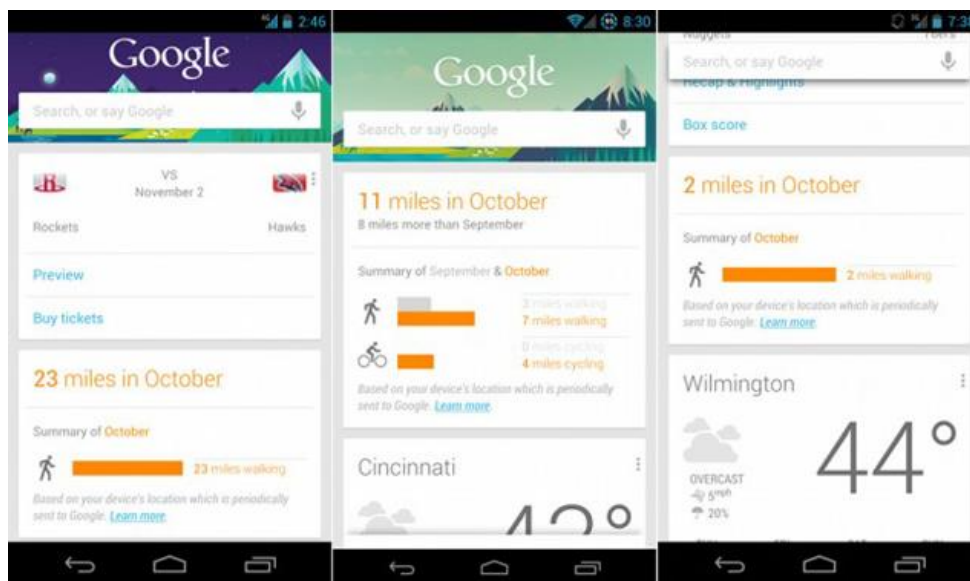 4G 2:46
Google
Search, or say Google
VS
November 2
Rockets
Hawks
Preview
Buy tickets
23 miles in October
Summary of October
23 miles walking
Based on your device's location which is periodically
sent to Google. Learn more.
8:30
Google
Search, or say Google
11 miles in October
8 miles more than September
Summary of September & October
3 miles walking
7 miles walking
0 miles cycling
4 miles cycling
Based on your device's location which is periodically
sent to Google. Learn more.
Cincinnati
Nuggets
Search, or say Google
Recap & Highlights
Box score
2 miles in October
Summary of October
2 miles walking
Based on your device's location which is periodically
sent to Google. Learn more.
Wilmington
44°
OVERCAST
5mph
20%